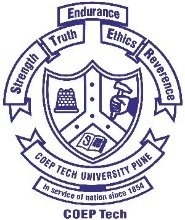 Endurance
Truth
Ethics
Strength
Reverence
COEP TECH UNIVERSITY PUNE
In service of nation since 1854
COEP Tech